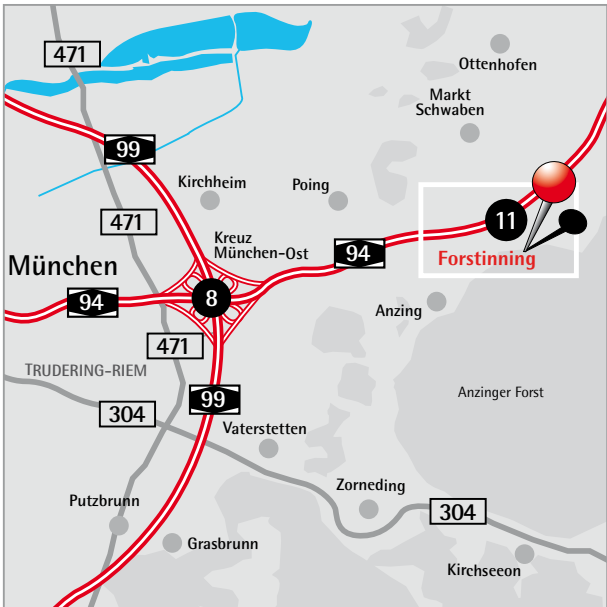 471
Ottenhofen
Markt
Schwaben
99
Kirchheim
Poing
471
11
Kreuz
München-Ost
94
Forstinning
München
94
8
Anzing
471
TRUDERING-RIEM
99
Anzinger Forst
304
Vaterstetten
Zorneding
304
Putzbrunn
Grasbrunn
Kirchseeon